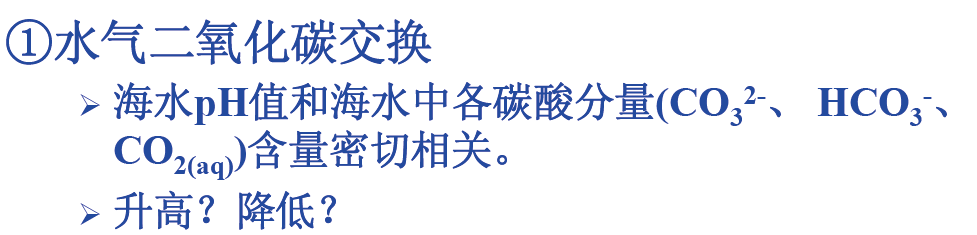 ①水气二氧化碳交换
➢ 海水pH值和海水中各碳酸分量(CO₃²⁻、 HCO₃⁻、
CO₂₍aq₎)含量密切相关。
➢ 升高？降低？